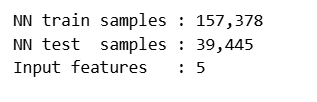 NN train samples : 157,378
NN test  samples : 39,445
Input features   : 5